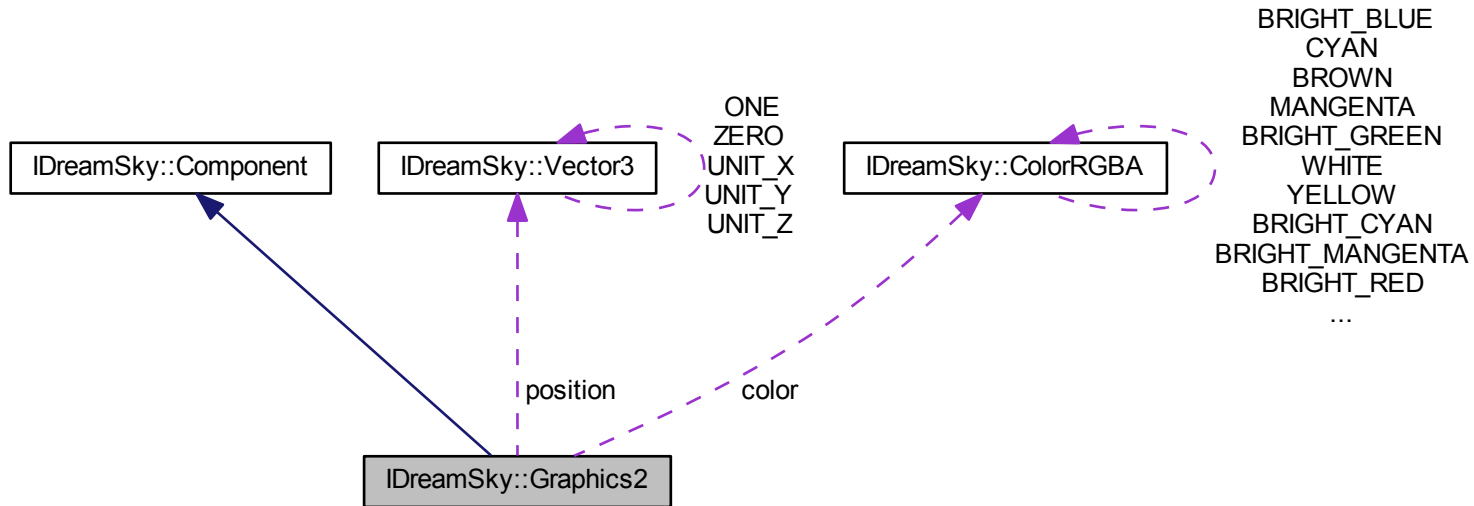 BRIGHT_BLUE
CYAN
BROWN
MANGENTA
BRIGHT_GREEN
WHITE
YELLOW
BRIGHT_CYAN
BRIGHT_MANGENTA
BRIGHT_RED
...
ONE
ZERO
UNIT_X
UNIT_Y
UNIT_Z
IDreamSky::Component
IDreamSky::Vector3
IDreamSky::ColorRGBA
position
color
IDreamSky::Graphics2